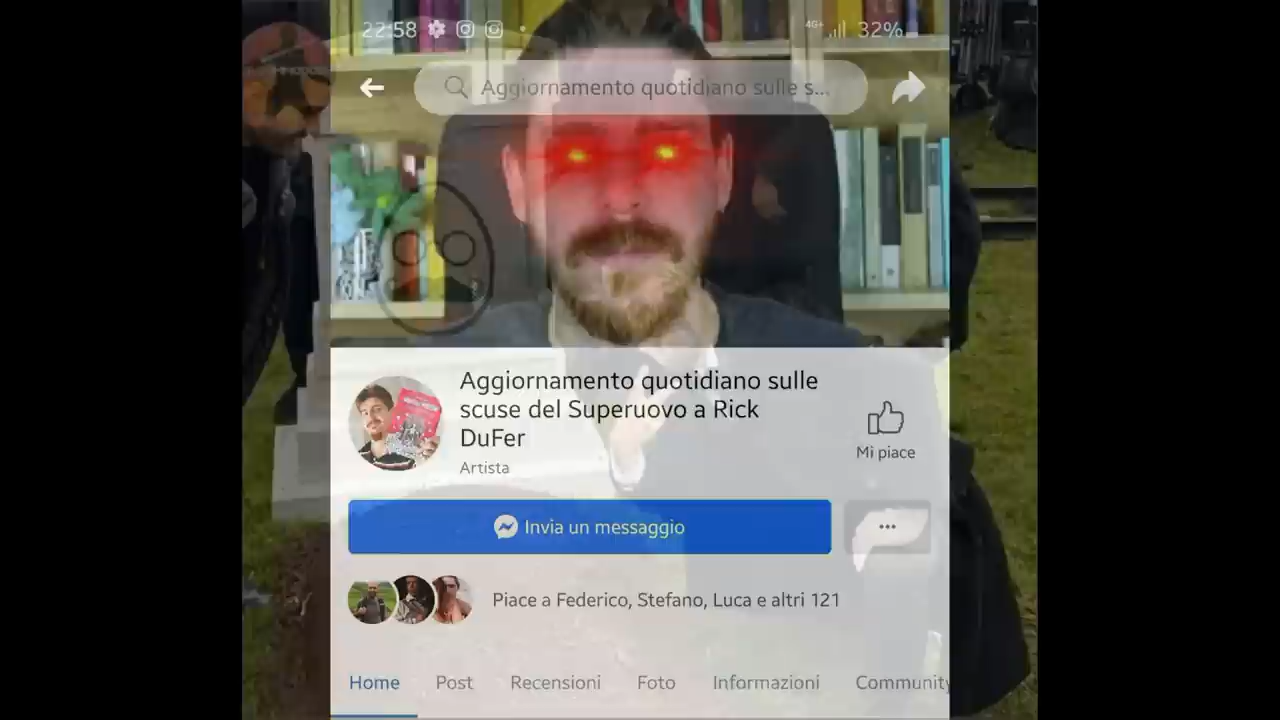 22:58
4G+
32%
Aggiornamento quotidiano sulle s...
Aggiornamento quotidiano sulle
scuse del Superuovo a Rick
DuFer
Artista
Mi piace
Invia un messaggio
Piace a Federico, Stefano, Luca e altri 121
Home Post Recensioni Foto Informazioni Community